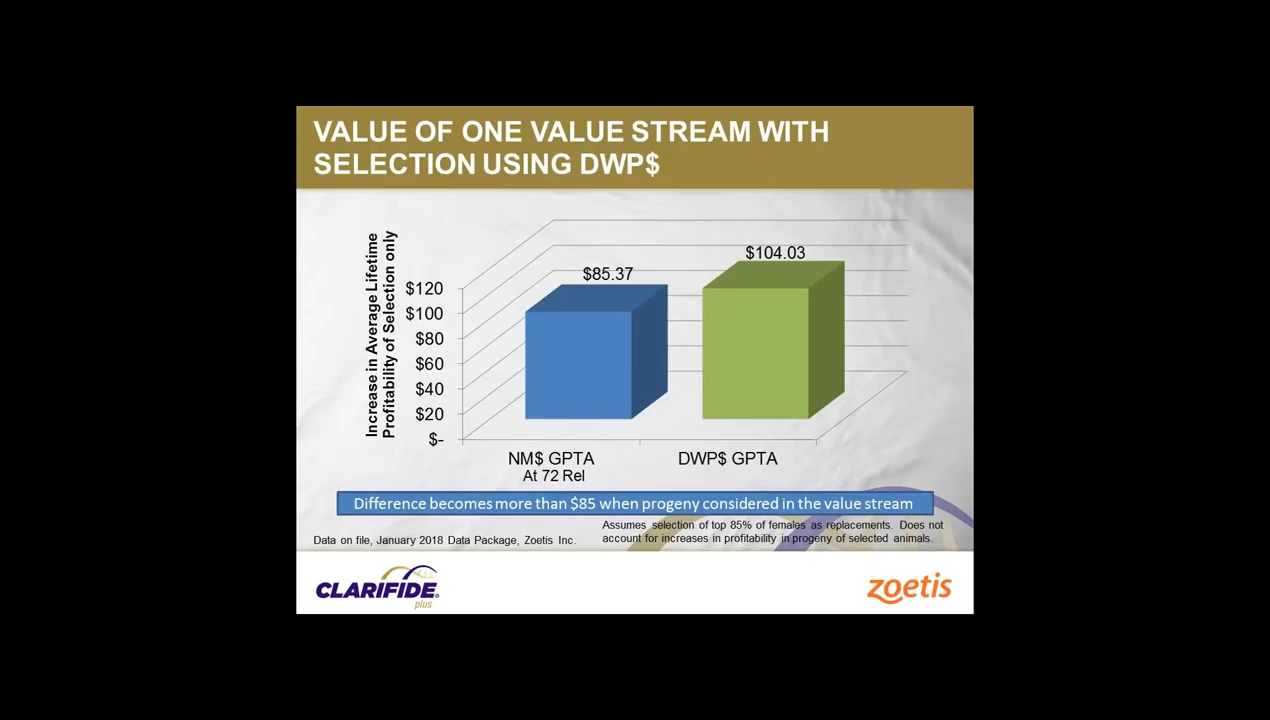 VALUE OF ONE VALUE STREAM WITH
SELECTION USING DWP$
Increase in Average Lifetime
Profitability of Selection only
$120
$100
$80
$60
$40
$20
$-
$85.37
$104.03
NM$ GPTA
At 72 Rel
DWP$ GPTA
Difference becomes more than $85 when progeny considered in the value stream
Assumes selection of top 85% of females as replacements. Does not
account for increases in profitability in progeny of selected animals.
Data on file, January 2018 Data Package, Zoetis Inc.
CLARIFIDE®
plus
zoetis